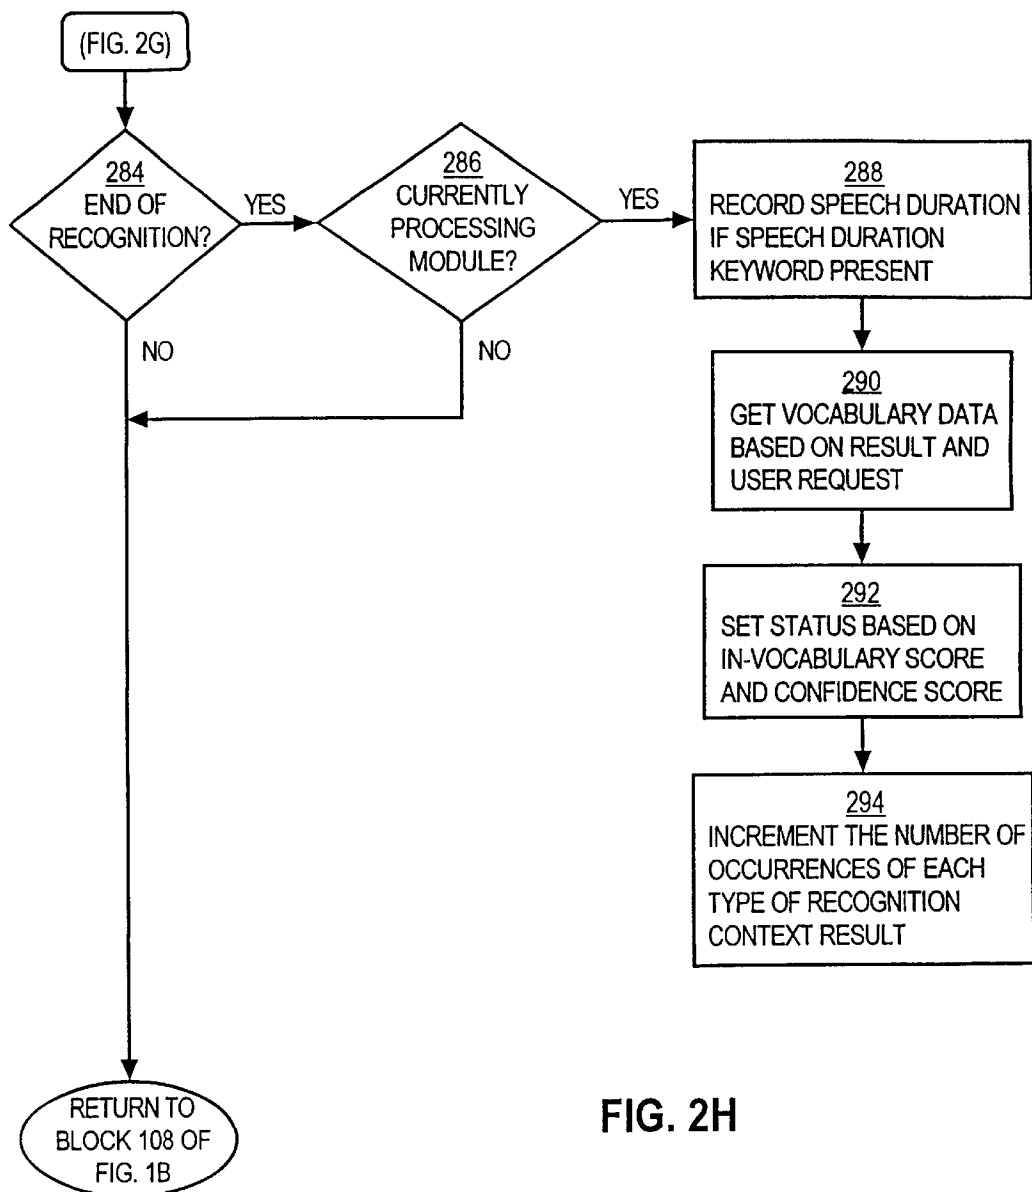 (FIG. 2G)
284
END OF
RECOGNITION?
YES
NO
286
CURRENTLY
PROCESSING
MODULE?
YES
NO
288
RECORD SPEECH DURATION
IF SPEECH DURATION
KEYWORD PRESENT
290
GET VOCABULARY DATA
BASED ON RESULT AND
USER REQUEST
292
SET STATUS BASED ON
IN-VOCABULARY SCORE
AND CONFIDENCE SCORE
294
INCREMENT THE NUMBER OF
OCCURRENCES OF EACH
TYPE OF RECOGNITION
CONTEXT RESULT
RETURN TO
BLOCK 108 OF
FIG. 1B
FIG. 2H